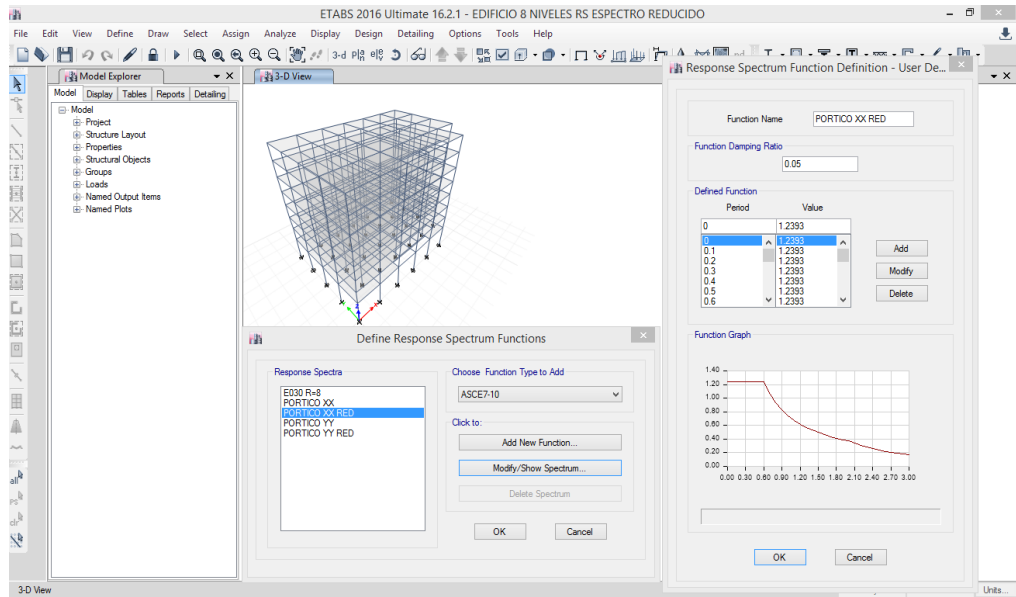 ETABS 2016 Ultimate 16.2.1 - EDIFICIO 8 NIVELES RS ESPECTRO REDUCIDO
File Edit View Define Draw Select Assign Analyze Display Design Detailing Options Tools Help
3-d
Model Explorer
Model Display Tables Reports Detailing
Model
Project
Structure Layout
Properties
Structural Objects
Groups
Loads
Named Output Items
Named Plots
all
ps
clr
3-D View
Define Response Spectrum Functions
Response Spectra
E030 R=8
PORTICO XX
PORTICO XX RED
PORTICO YY
PORTICO YY RED
Choose Function Type to Add
ASCE7-10
Click to:
Add New Function...
Modify/Show Spectrum...
Delete Spectrum
OK Cancel
Response Spectrum Function Definition - User De...
Function Name PORTICO XX RED
Function Damping Ratio
0.05
Defined Function
Period Value
0 1.2393
0 1.2393
0.1 1.2393
0.2 1.2393
0.3 1.2393
0.4 1.2393
0.5 1.2393
0.6 1.2393
Add
Modify
Delete
Function Graph
1.40
1.20
1.00
0.80
0.60
0.40
0.20
0.00
0.00 0.30 0.60 0.90 1.20 1.50 1.80 2.10 2.40 2.70 3.00
OK Cancel
3-D View
Units...